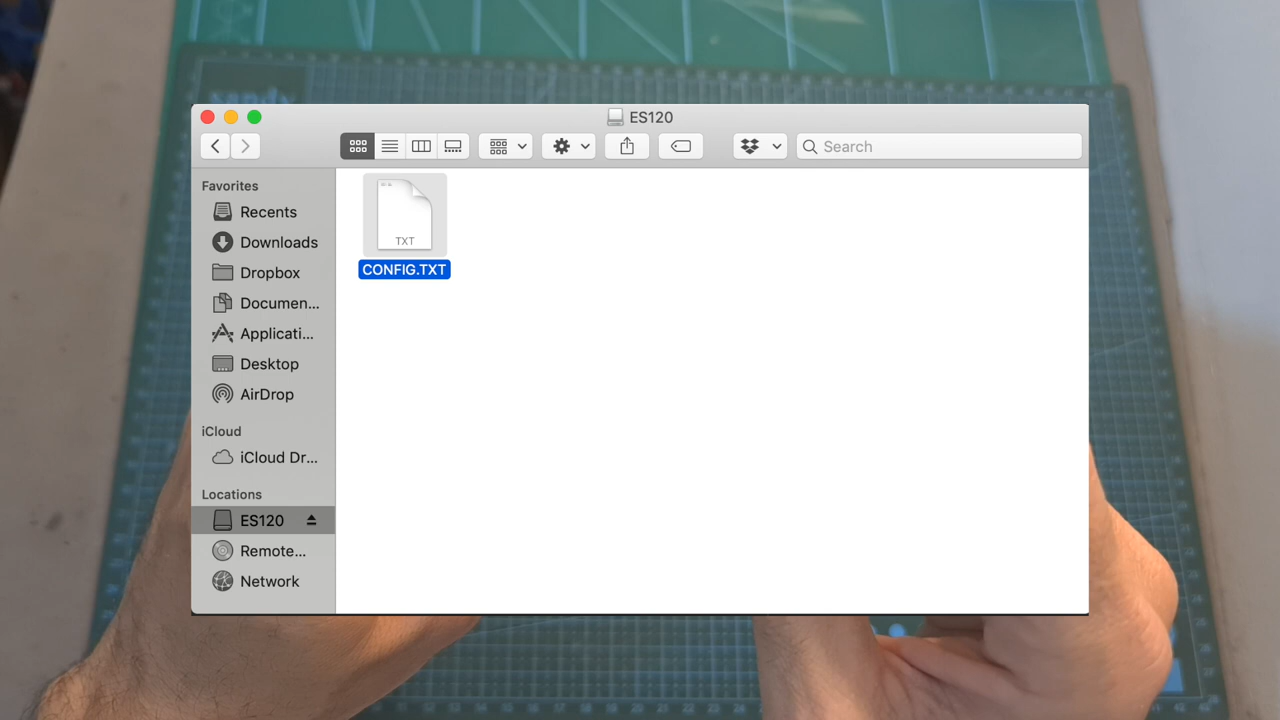 ES120
Search
Favorites
Recents
Downloads
Dropbox
Documen...
Applicati...
Desktop
AirDrop
iCloud
iCloud Dr...
Locations
ES120
Remote...
Network
TXT
CONFIG.TXT